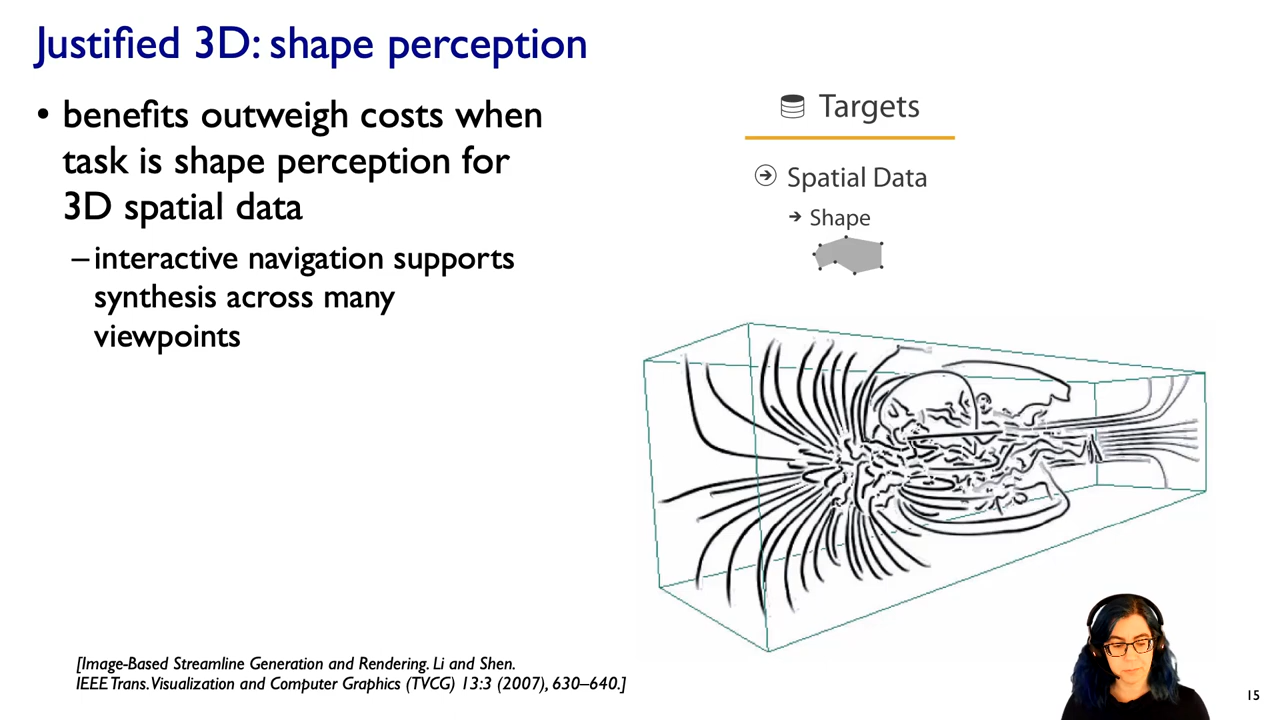 Justified 3D: shape perception
• benefits outweigh costs when
task is shape perception for
3D spatial data
– interactive navigation supports
synthesis across many
viewpoints
Targets
Spatial Data
Shape
[Image-Based Streamline Generation and Rendering. Li and Shen.
IEEE Trans. Visualization and Computer Graphics (TVCG) 13:3 (2007), 630–640.]
15